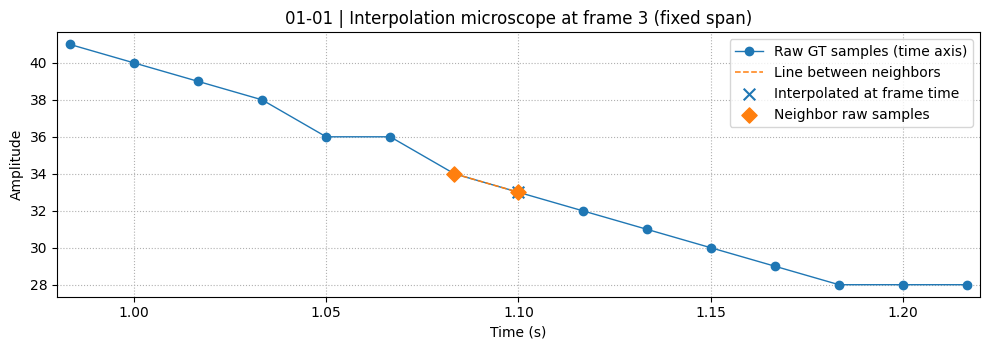 01-01 | Interpolation microscope at frame 3 (fixed span)
Raw GT samples (time axis)
Line between neighbors
Interpolated at frame time
Neighbor raw samples
Amplitude
40
38
36
34
32
30
28
1.00 1.05 1.10 1.15 1.20
Time (s)